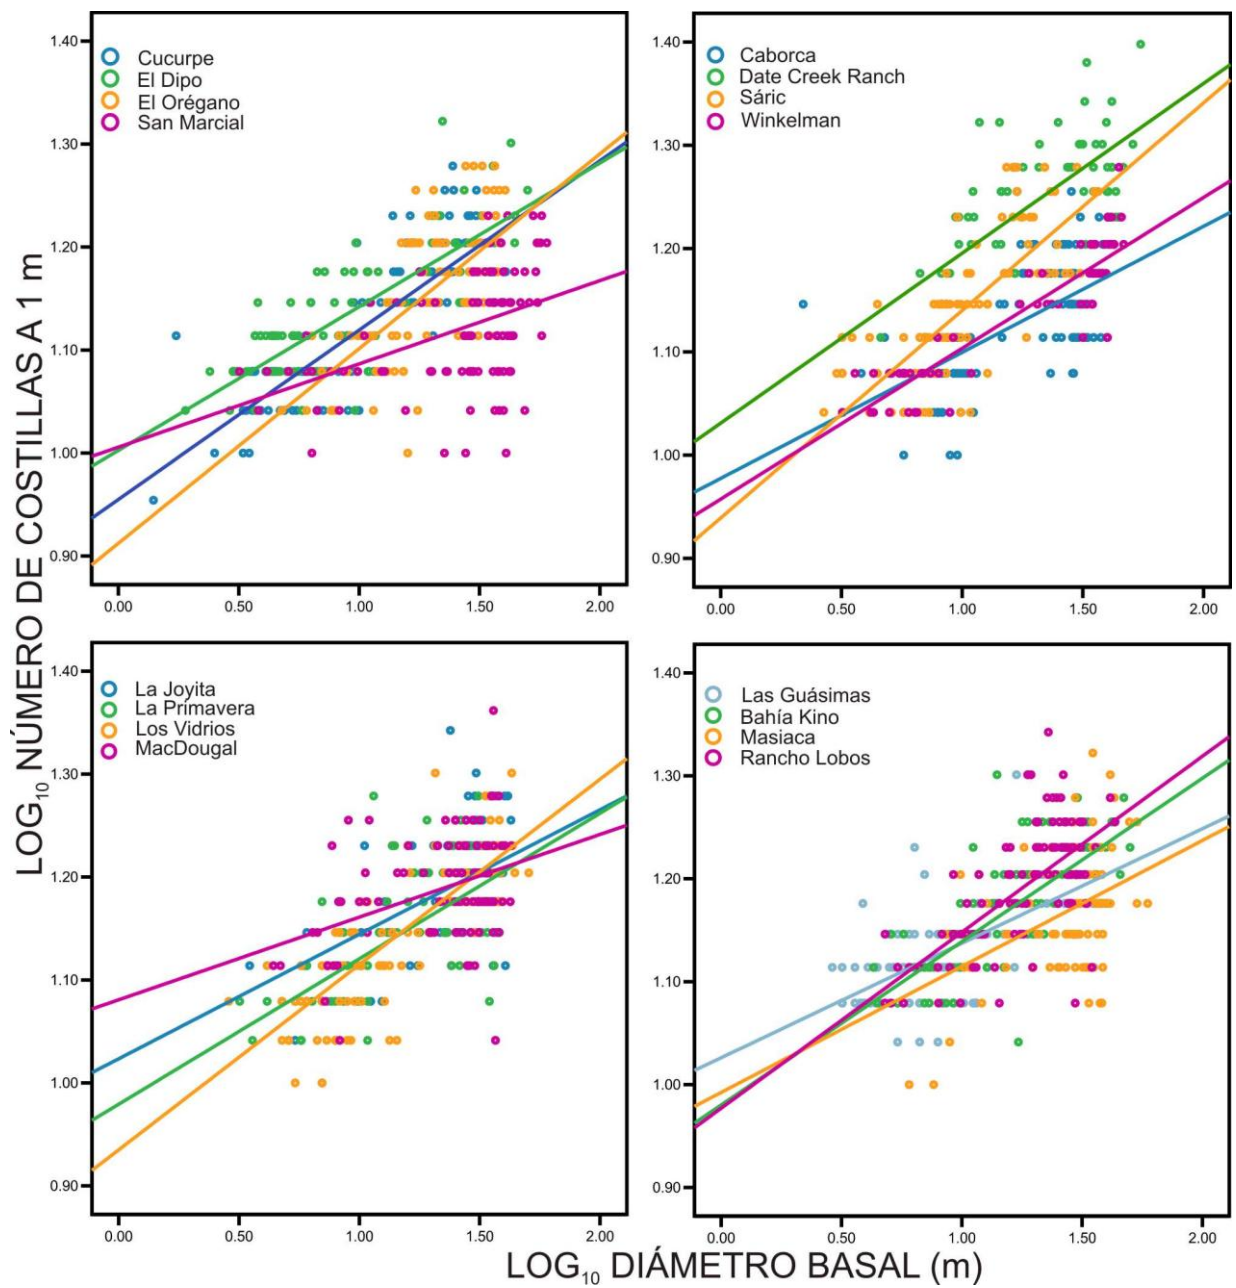 LOG10 NÚMERO DE COSTILLAS A 1 m
1.40
1.30
1.20
1.10
1.00
0.90
Cucurpe
El Dipo
El Orégano
San Marcial
0.00 0.50 1.00 1.50 2.00
1.40
1.30
1.20
1.10
1.00
0.90
Caborca
Date Creek Ranch
Sáric
Winkelman
0.00 0.50 1.00 1.50 2.00
1.40
1.30
1.20
1.10
1.00
0.90
La Joyita
La Primavera
Los Vidrios
MacDougal
0.00 0.50 1.00 1.50 2.00
1.40
1.30
1.20
1.10
1.00
0.90
Las Guásimas
Bahía Kino
Masiaca
Rancho Lobos
0.00 0.50 1.00 1.50 2.00
LOG10 DIÁMETRO BASAL (m)